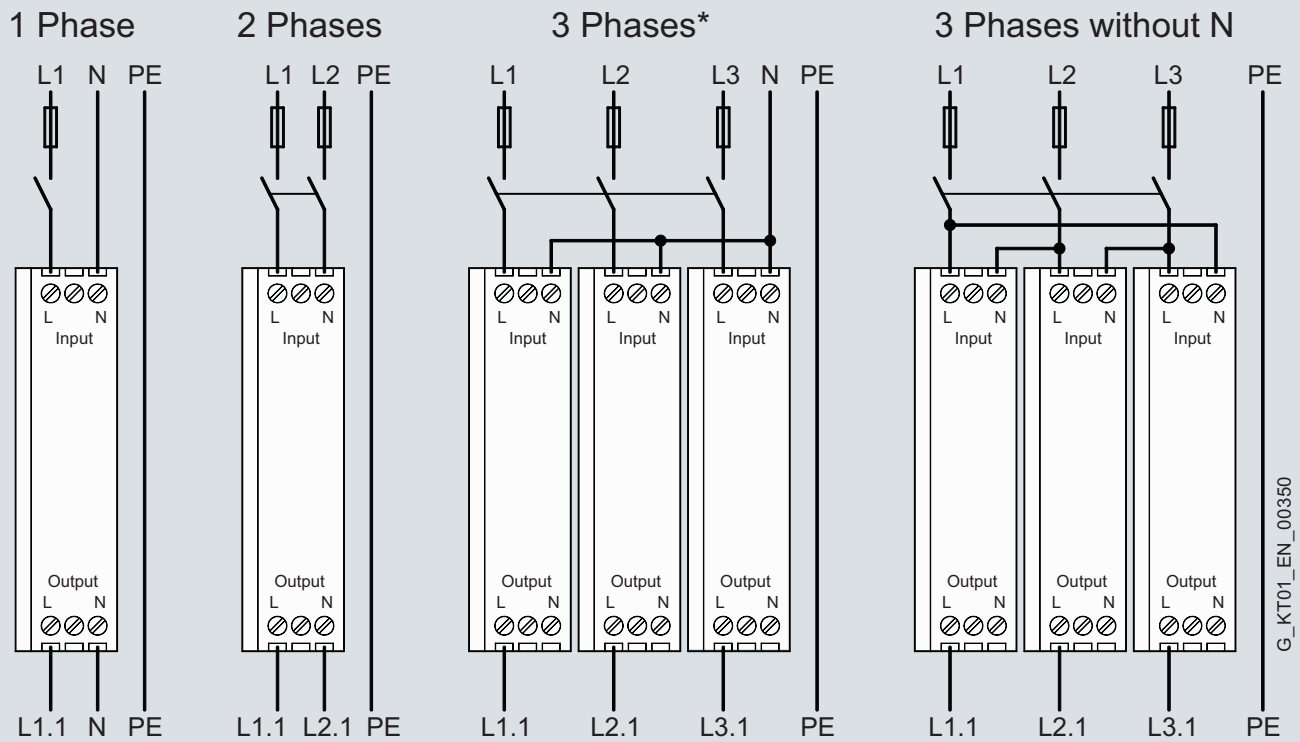 1 Phase 2 Phases 3 Phases* 3 Phases without N
L1 N PE L1 L2 PE L1 L2 L3 N PE L1 L2 L3 PE
L N L N L N L N L N L N L N L N
Input Input Input Input Input Input Input Input
Output Output Output Output Output Output Output Output
L N L N L N L N L N L N L N L N
L1.1 N PE L1.1 L2.1 PE L1.1 L2.1 L3.1 PE L1.1 L2.1 L3.1 PE
G_KT01_EN_00350